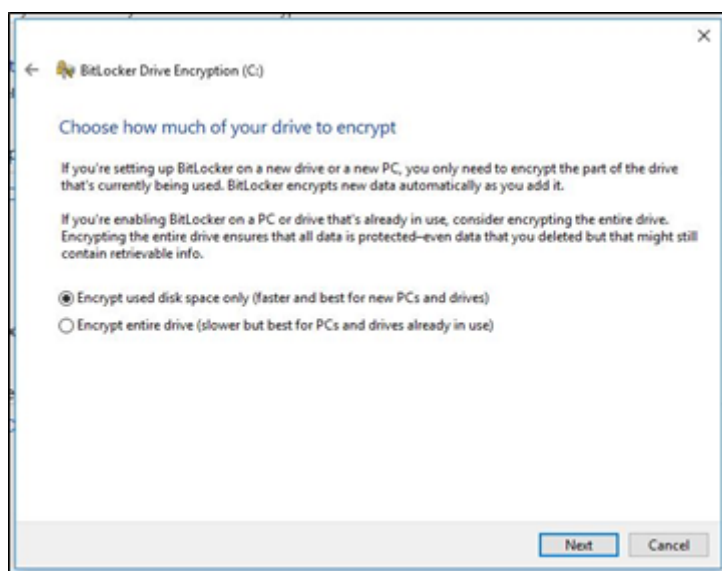 BitLocker Drive Encryption (C:)
Choose how much of your drive to encrypt
If you're setting up BitLocker on a new drive or a new PC, you only need to encrypt the part of the drive
that's currently being used. BitLocker encrypts new data automatically as you add it.
If you're enabling BitLocker on a PC or drive that's already in use, consider encrypting the entire drive.
Encrypting the entire drive ensures that all data is protected–even data that you deleted but that might still
contain retrievable info.
Encrypt used disk space only (faster and best for new PCs and drives)
Encrypt entire drive (slower but best for PCs and drives already in use)
Next Cancel